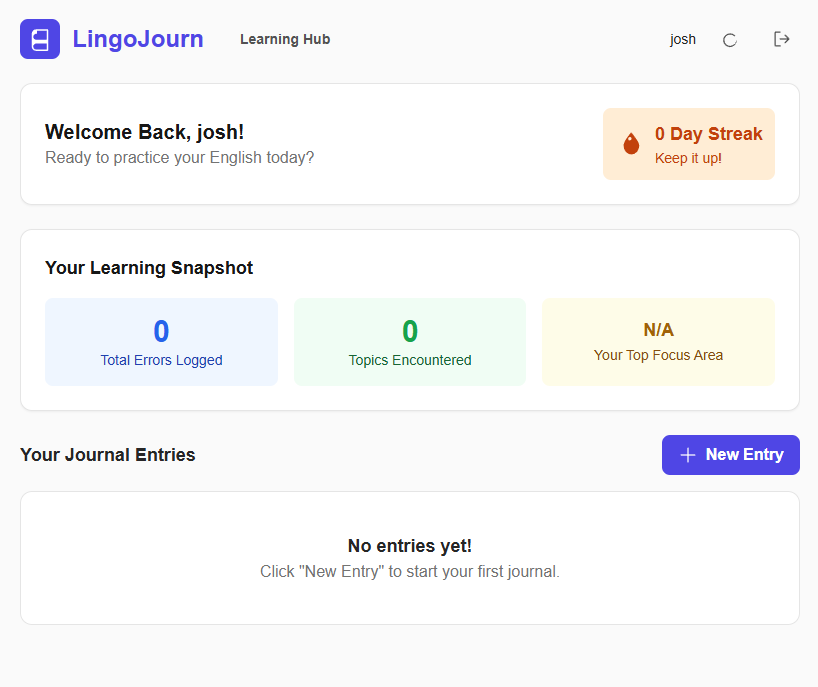 LingoJourn
Learning Hub
josh
Welcome Back, josh!
Ready to practice your English today?
0 Day Streak
Keep it up!
Your Learning Snapshot
0
Total Errors Logged
0
Topics Encountered
N/A
Your Top Focus Area
Your Journal Entries
New Entry
No entries yet!
Click "New Entry" to start your first journal.